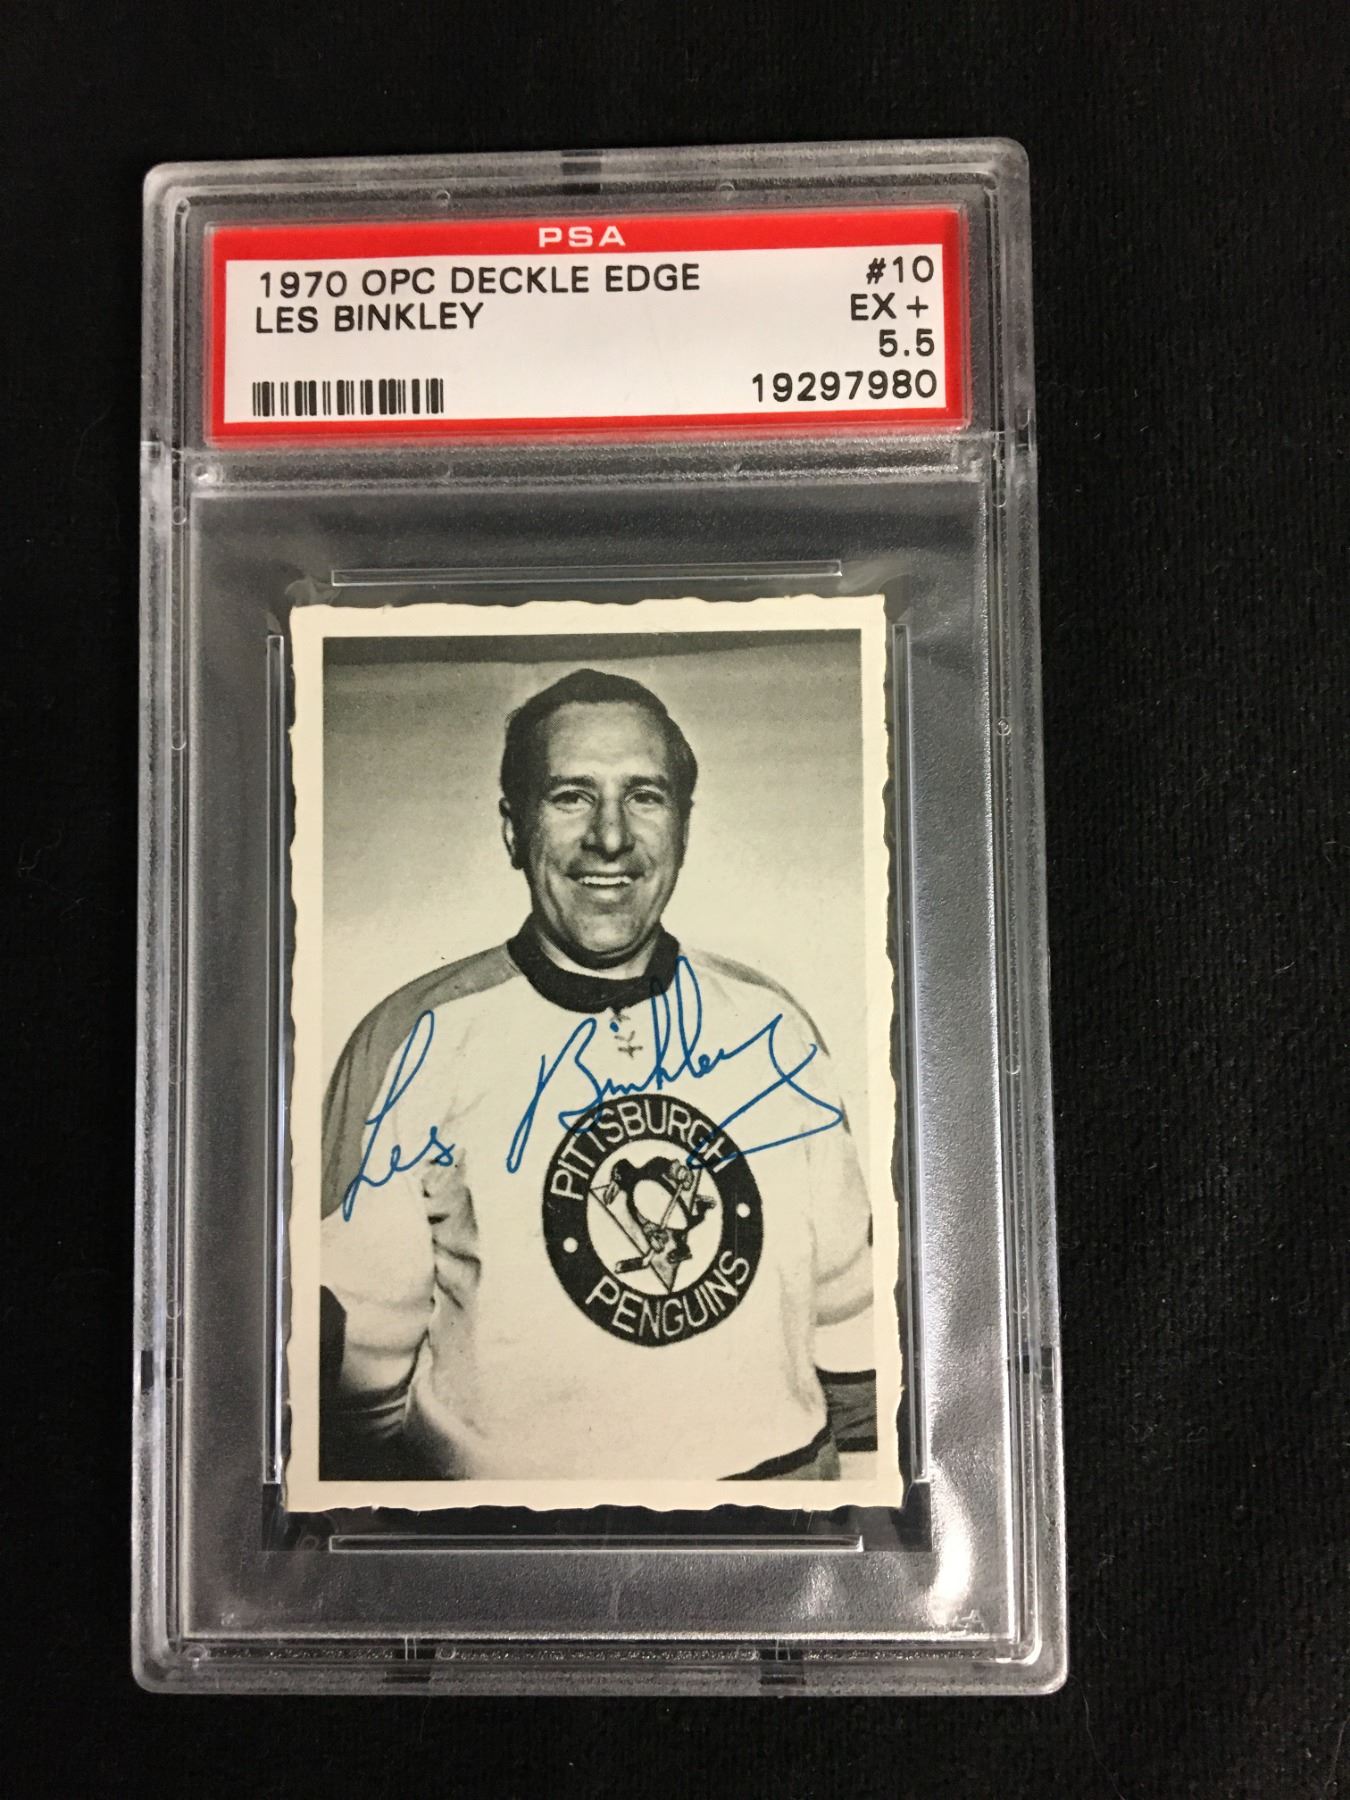 PSA
1970 OPC DECKLE EDGE #10
LES BINKLEY EX +
5.5
19297980
Les Binkley
PITTSBURGH
PENGUINS